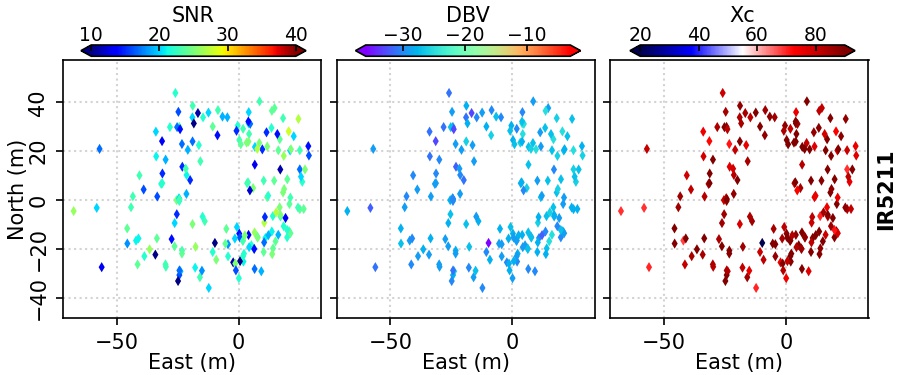 SNR
DBV
Xc
10 20 30 40
−30 −20 −10
20 40 60 80
North (m)
40
20
0
−20
−40
−50 0
−50 0
−50 0
East (m)
East (m)
East (m)
IR5211